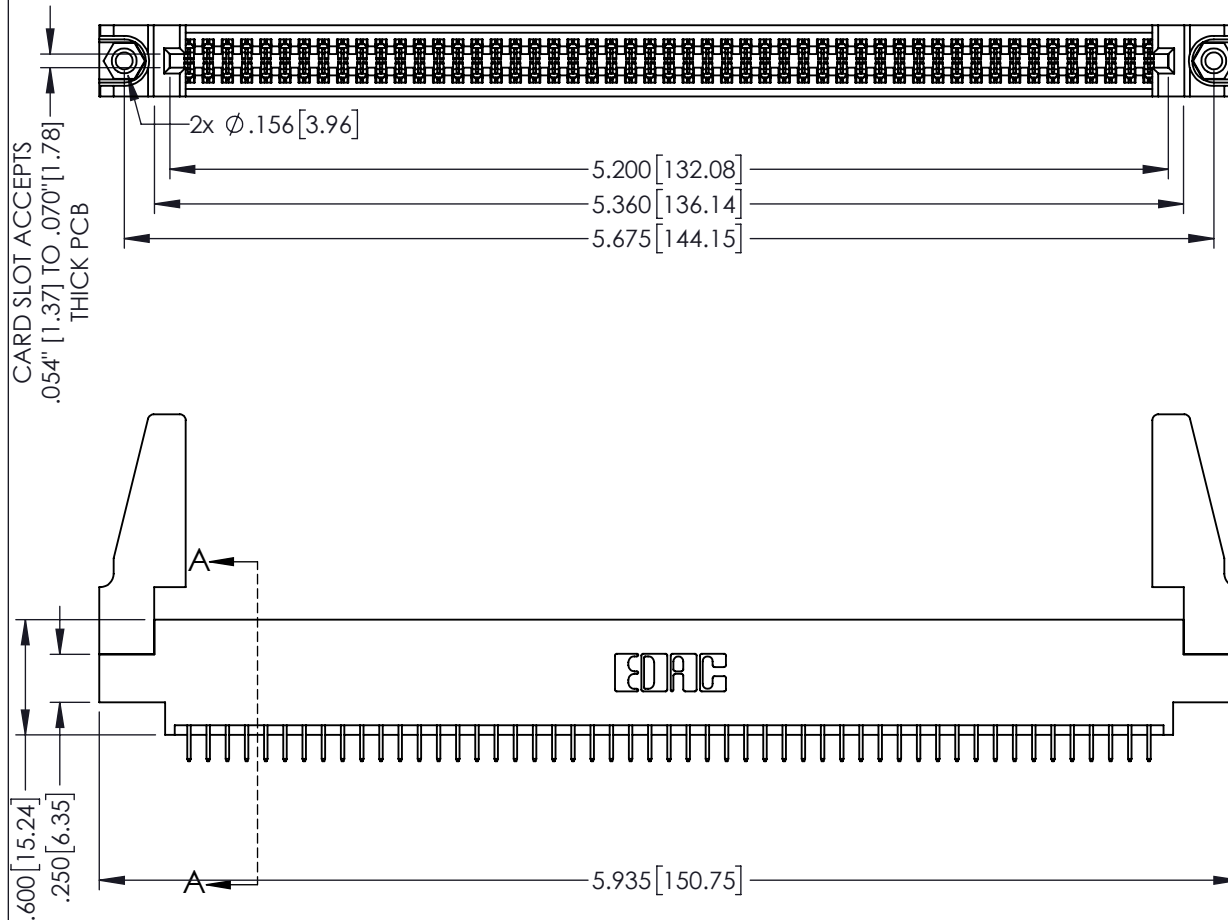 2x Ø.156[3.96]
5.200[132.08]
5.360[136.14]
5.675[144.15]
CARD SLOT ACCEPTS
.054" [1.37] TO .070"[1.78]
THICK PCB
A
EDAC
.600[15.24]
.250[6.35]
A
5.935[150.75]